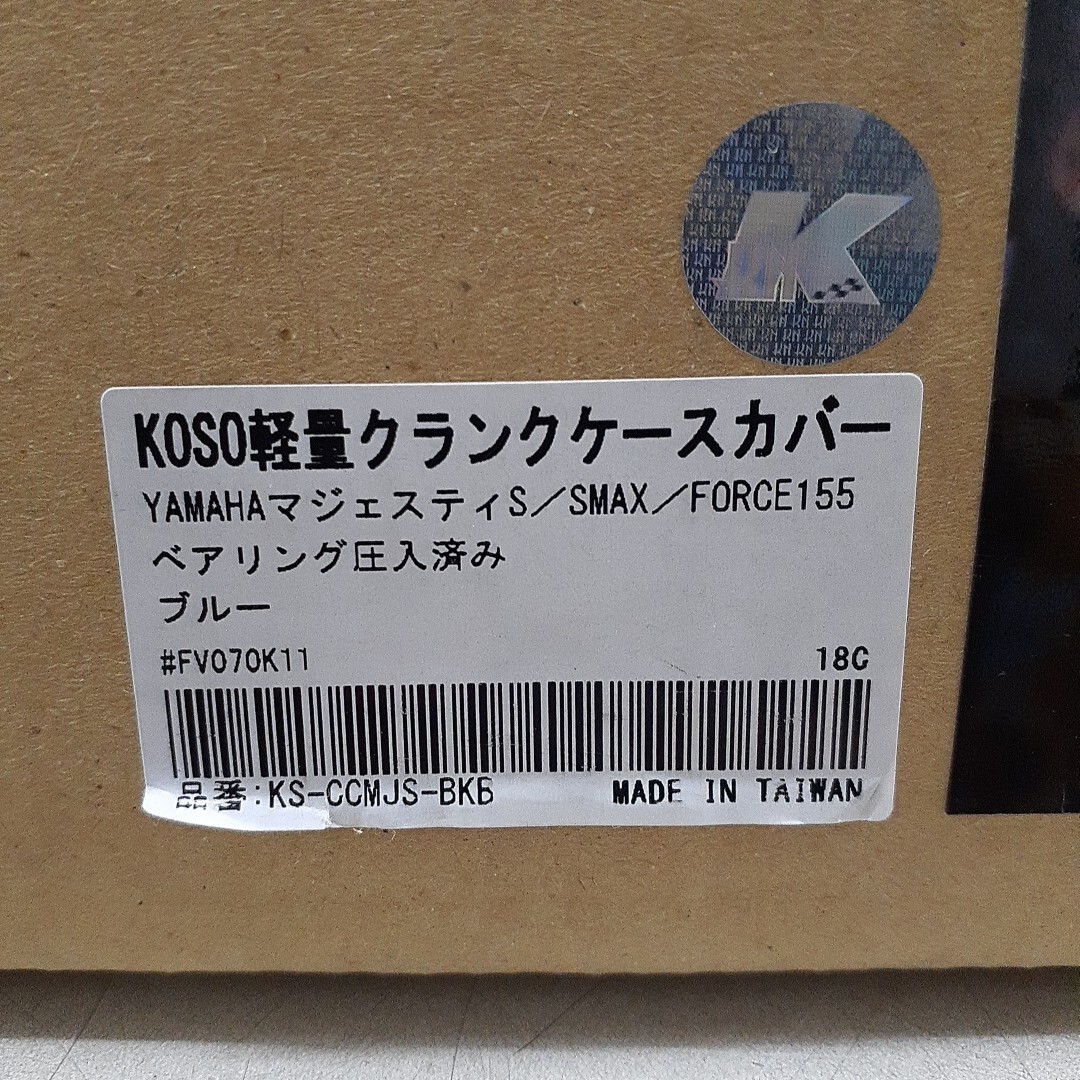 KOSO軽量クランクケースカバー
YAMAHAマジェスティS／SMAX／FORCE155
ベアリング圧入済み
ブルー
#FV070K11 18G
品番:KS-CCMJS-BKB MADE IN TAIWAN